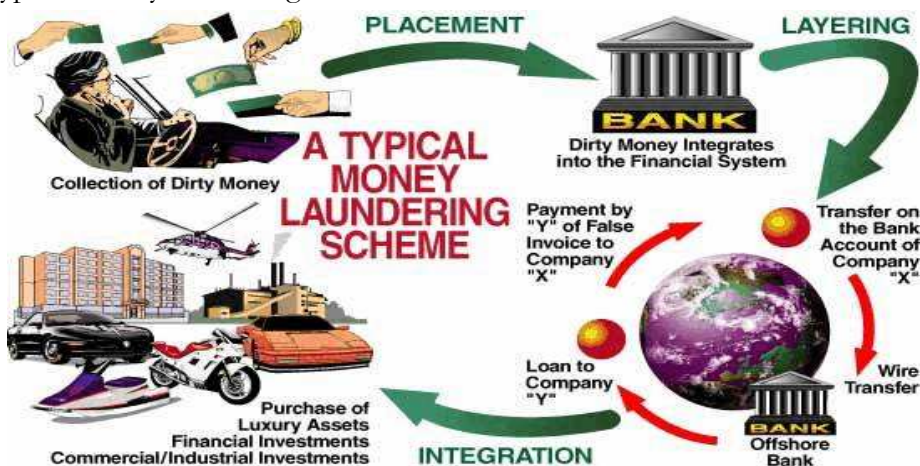 PLACEMENT
LAYERING
BANK
Dirty Money Integrates
into the Financial System
Collection of Dirty Money
A TYPICAL
MONEY
LAUNDERING
SCHEME
Payment by
"Y" of False
Invoice to
Company
"X"
Transfer on
the Bank
Account of
Company
"X"
Loan to
Company
"Y"
Wire
Transfer
BANK
Offshore
Bank
Purchase of
Luxury Assets
Financial Investments
Commercial/Industrial Investments
INTEGRATION